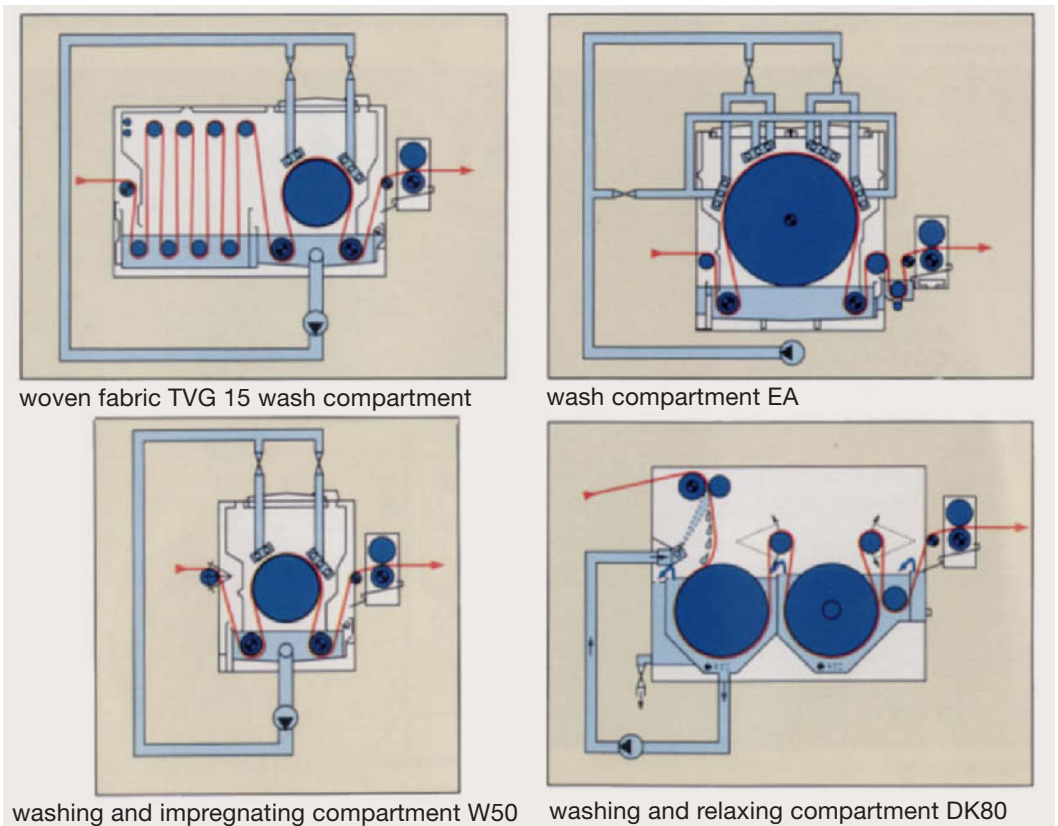 woven fabric TVG 15 wash compartment
wash compartment EA
washing and impregnating compartment W50
washing and relaxing compartment DK80